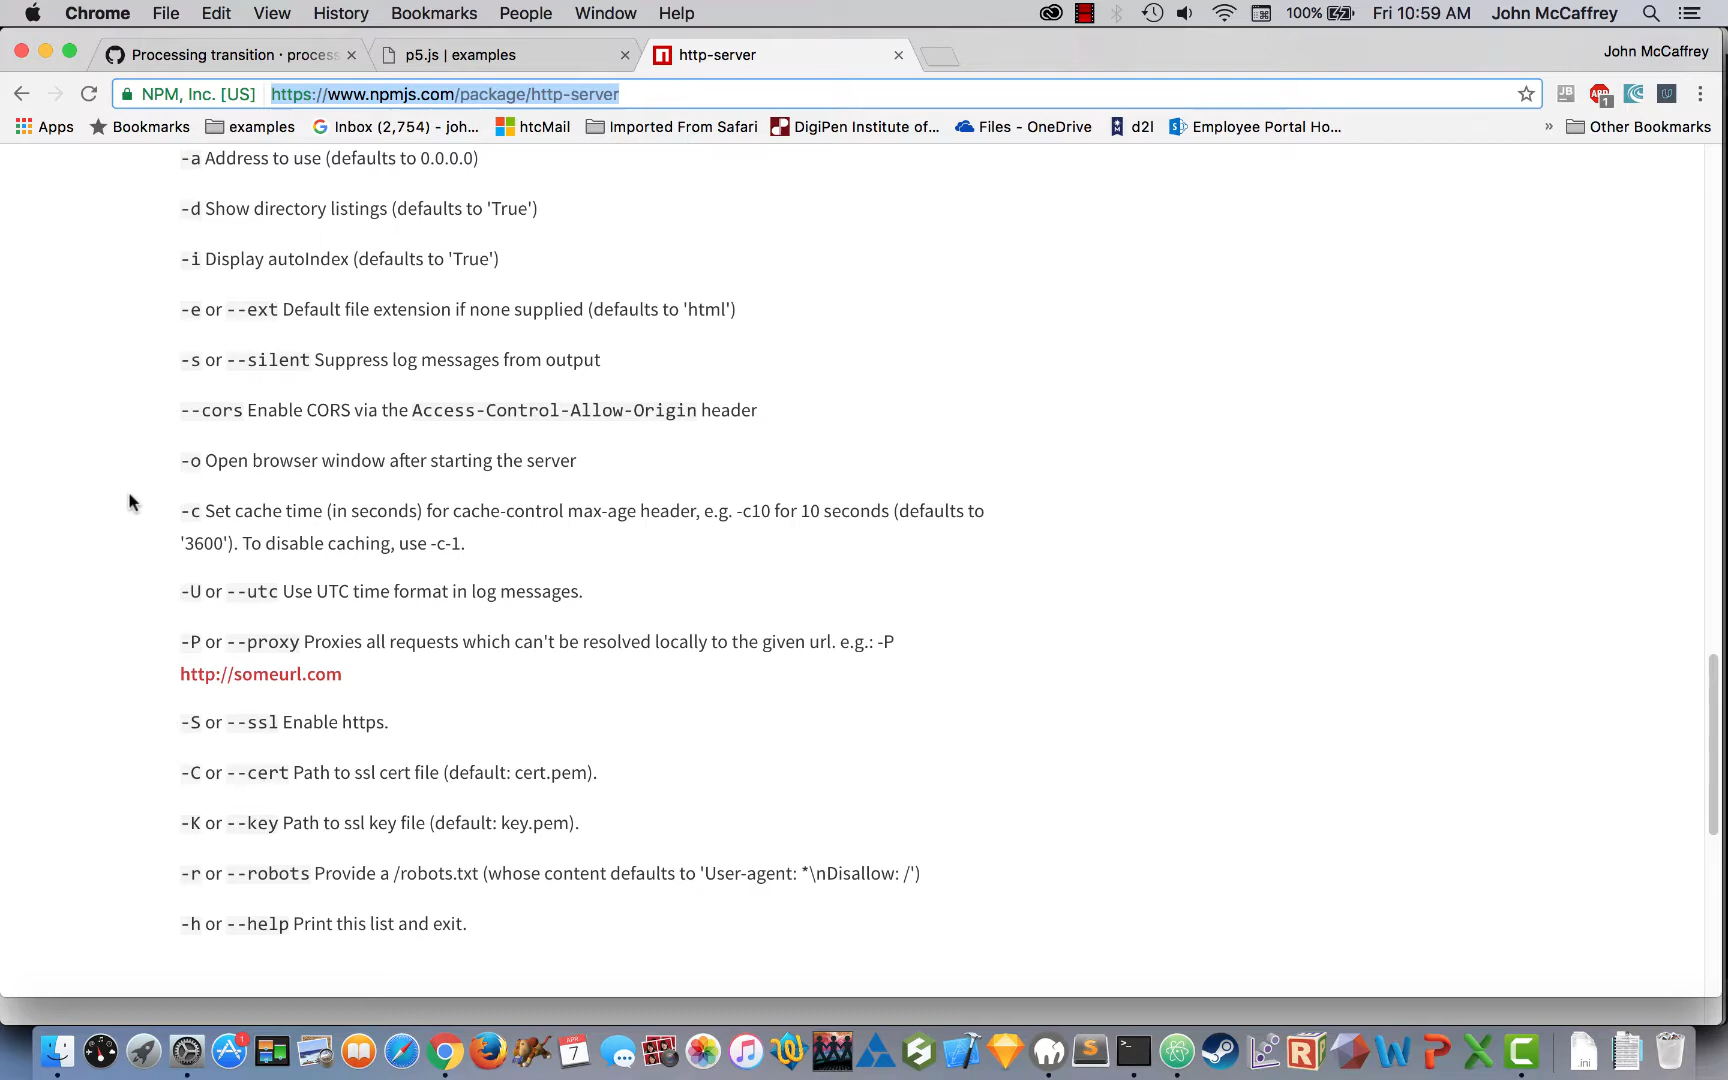 Chrome File Edit View History Bookmarks People Window Help 100% Fri 10:59 AM John McCaffrey
Processing transition · proces
p5.js | examples
http-server
John McCaffrey
NPM, Inc. [US] https://www.npmjs.com/package/http-server
JB ABP 1
Apps Bookmarks examples Inbox (2,754) - joh... htcMail Imported From Safari DigiPen Institute of... Files - OneDrive d2l Employee Portal Ho... » Other Bookmarks
-a Address to use (defaults to 0.0.0.0)
-d Show directory listings (defaults to 'True')
-i Display autoIndex (defaults to 'True')
-e or --ext Default file extension if none supplied (defaults to 'html')
-s or --silent Suppress log messages from output
--cors Enable CORS via the Access-Control-Allow-Origin header
-o Open browser window after starting the server
-c Set cache time (in seconds) for cache-control max-age header, e.g. -c10 for 10 seconds (defaults to
'3600'). To disable caching, use -c-1.
-U or --utc Use UTC time format in log messages.
-P or --proxy Proxies all requests which can't be resolved locally to the given url. e.g.: -P
http://someurl.com
-S or --ssl Enable https.
-C or --cert Path to ssl cert file (default: cert.pem).
-K or --key Path to ssl key file (default: key.pem).
-r or --robots Provide a /robots.txt (whose content defaults to 'User-agent: *\nDisallow: /')
-h or --help Print this list and exit.
1 APR 7 S >_ R W P X C .ini